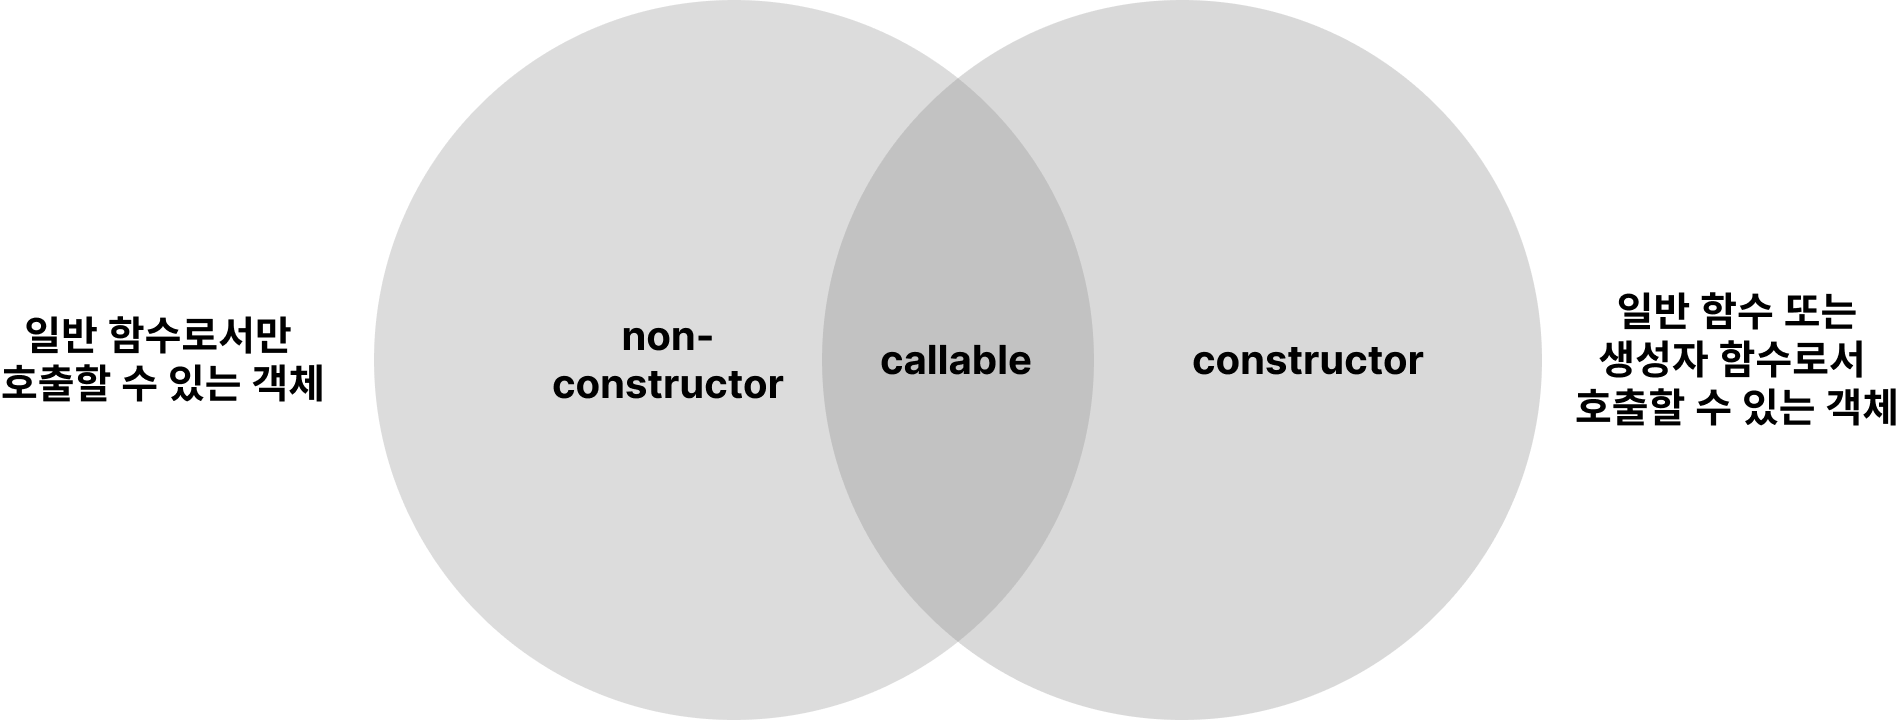 일반 함수로서만
호출할 수 있는 객체
non-
constructor
callable
constructor
일반 함수 또는
생성자 함수로서
호출할 수 있는 객체